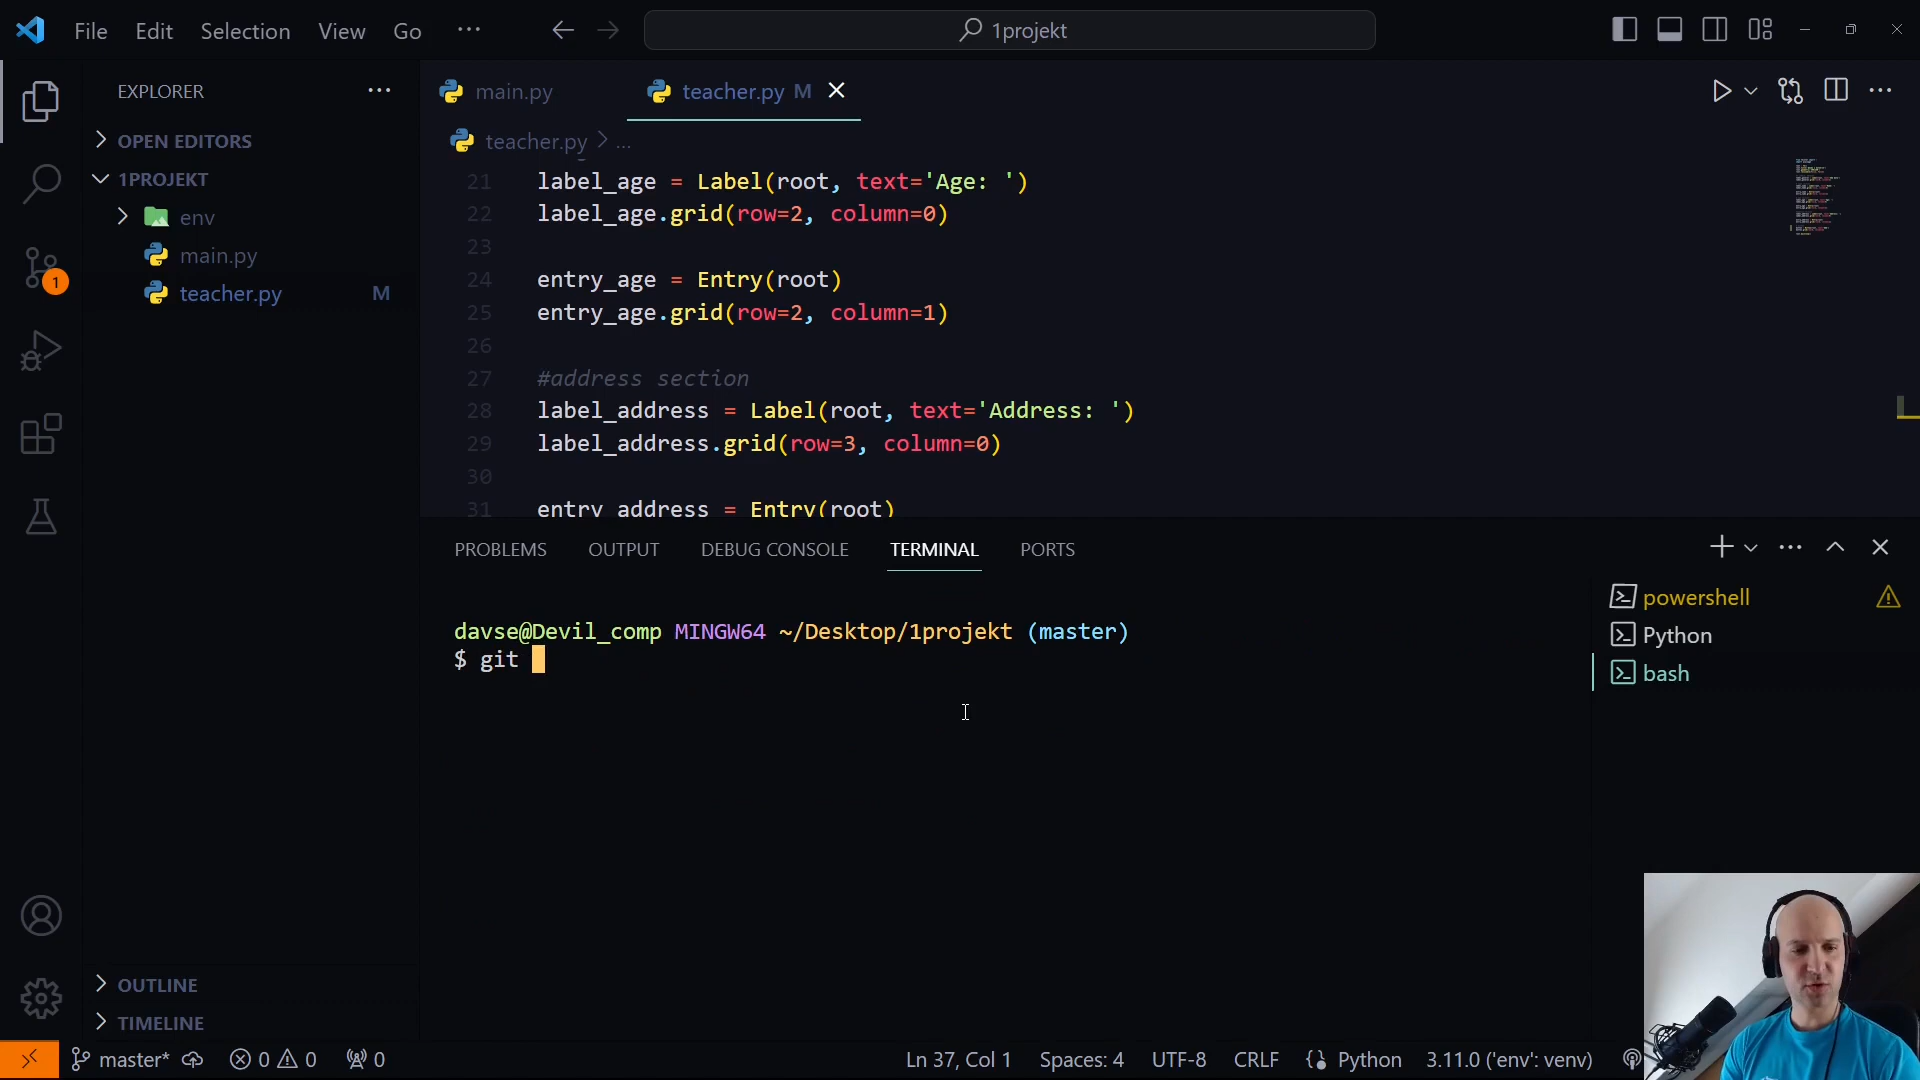 File Edit Selection View Go ··· 1projekt
EXPLORER ···
OPEN EDITORS
1PROJEKT
env
main.py
teacher.py M
OUTLINE
TIMELINE
1
main.py teacher.py M
teacher.py > ...
21 label_age = Label(root, text='Age: ')
22 label_age.grid(row=2, column=0)
23
24 entry_age = Entry(root)
25 entry_age.grid(row=2, column=1)
26
27 #address section
28 label_address = Label(root, text='Address: ')
29 label_address.grid(row=3, column=0)
30
31 entry_address = Entry(root)
PROBLEMS OUTPUT DEBUG CONSOLE TERMINAL PORTS
davse@Devil_comp MINGW64 ~/Desktop/1projekt (master)
$ git
powershell
Python
bash
master* 0 0 0 Ln 37, Col 1 Spaces: 4 UTF-8 CRLF Python 3.11.0 ('env': venv)